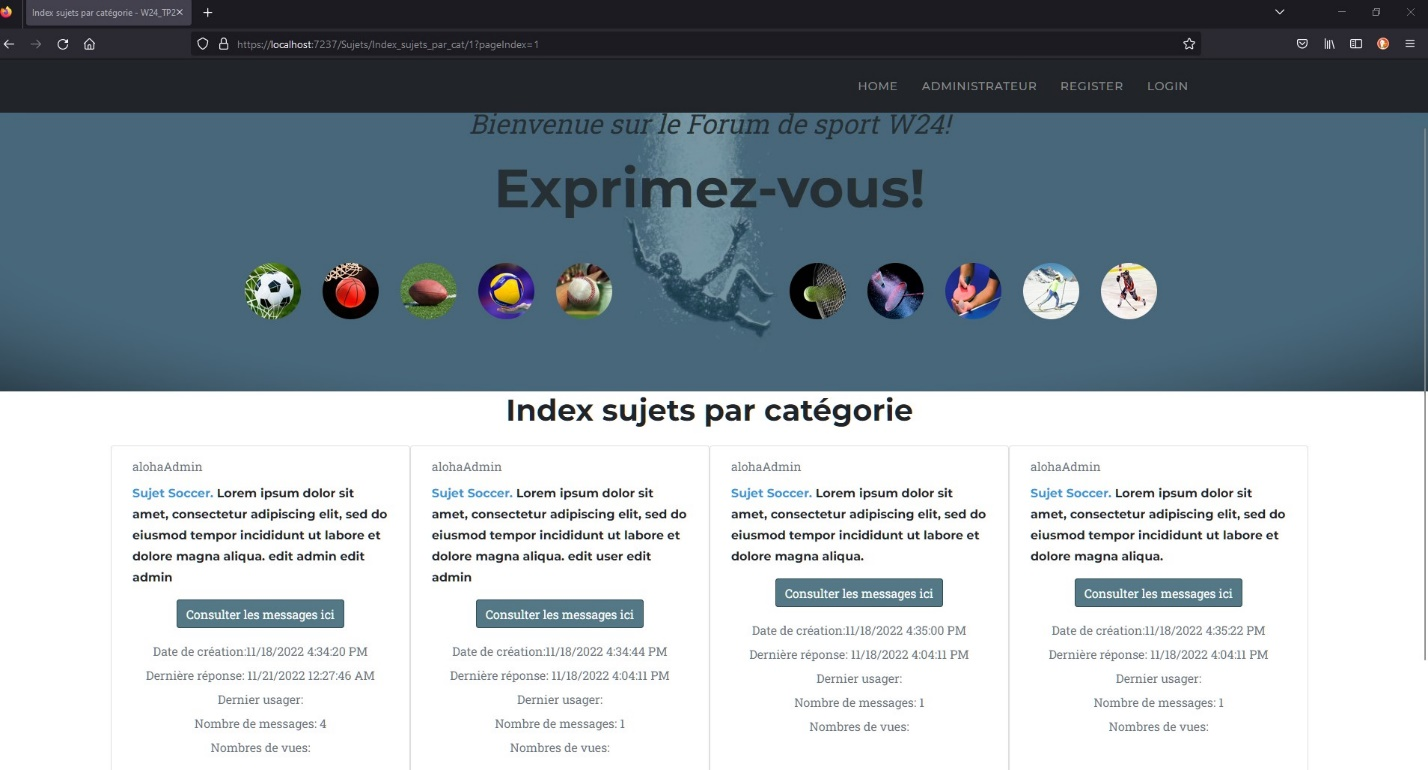 Index sujets par catégorie - W24_TP2
https://localhost:7237/Sujets/Index_sujets_par_cat/1?pageIndex=1
HOME ADMINISTRATEUR REGISTER LOGIN
Bienvenue sur le Forum de sport W24!
Exprimez-vous!
Index sujets par catégorie
alohaAdmin
Sujet Soccer. Lorem ipsum dolor sit
amet, consectetur adipiscing elit, sed do
eiusmod tempor incididunt ut labore et
dolore magna aliqua. edit admin edit
admin
Consulter les messages ici
Date de création:11/18/2022 4:34:20 PM
Dernière réponse: 11/21/2022 12:27:46 AM
Dernier usager:
Nombre de messages: 4
Nombres de vues:
alohaAdmin
Sujet Soccer. Lorem ipsum dolor sit
amet, consectetur adipiscing elit, sed do
eiusmod tempor incididunt ut labore et
dolore magna aliqua. edit user edit
admin
Consulter les messages ici
Date de création:11/18/2022 4:34:44 PM
Dernière réponse: 11/18/2022 4:04:11 PM
Dernier usager:
Nombre de messages: 1
Nombres de vues:
alohaAdmin
Sujet Soccer. Lorem ipsum dolor sit
amet, consectetur adipiscing elit, sed do
eiusmod tempor incididunt ut labore et
dolore magna aliqua.
Consulter les messages ici
Date de création:11/18/2022 4:35:00 PM
Dernière réponse: 11/18/2022 4:04:11 PM
Dernier usager:
Nombre de messages: 1
Nombres de vues:
alohaAdmin
Sujet Soccer. Lorem ipsum dolor sit
amet, consectetur adipiscing elit, sed do
eiusmod tempor incididunt ut labore et
dolore magna aliqua.
Consulter les messages ici
Date de création:11/18/2022 4:35:22 PM
Dernière réponse: 11/18/2022 4:04:11 PM
Dernier usager:
Nombre de messages: 1
Nombres de vues: